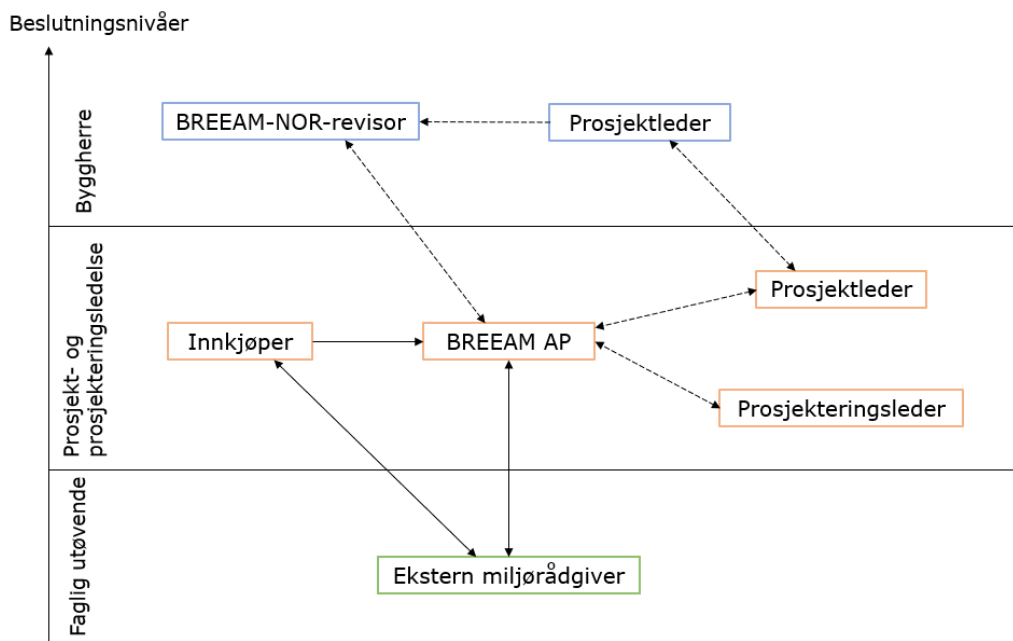 Beslutningsnivåer
Byggherre
BREEAM-NOR-revisor
Prosjektleder
Prosjekt- og
prosjekteringsledelse
Prosjektleder
Innkjøper
BREEAM AP
Prosjekteringsleder
Faglig utøvende
Ekstern miljørådgiver